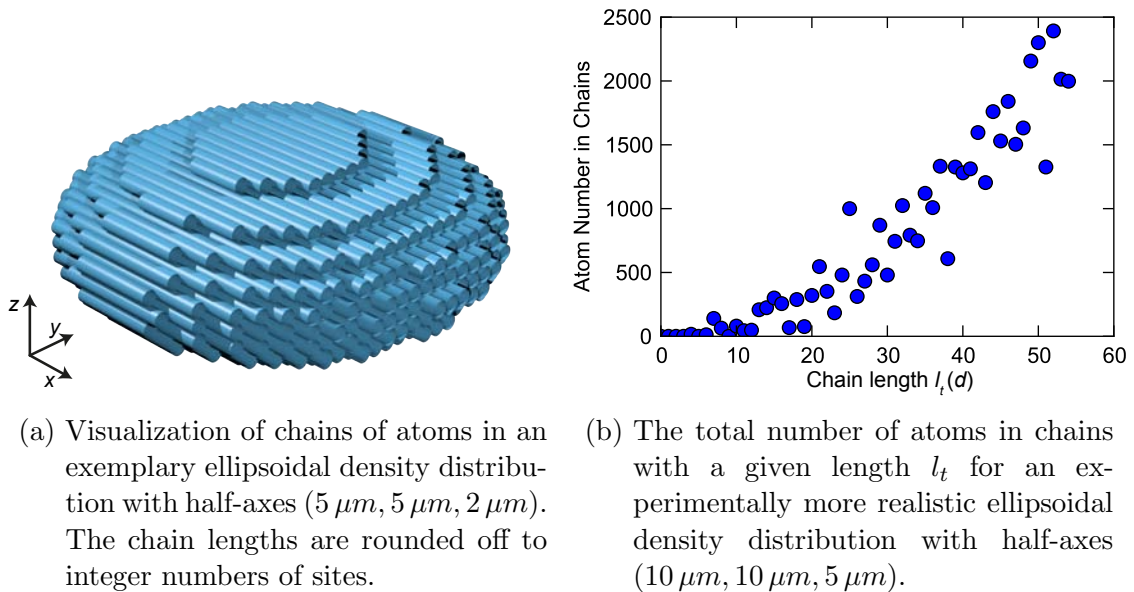 z
y
x
2500
2000
1500
1000
500
0
Atom Number in Chains
0 10 20 30 40 50 60
Chain length l_t(d)
(a) Visualization of chains of atoms in an
exemplary ellipsoidal density distribu-
tion with half-axes (5 μm, 5 μm, 2 μm).
The chain lengths are rounded off to
integer numbers of sites.
(b) The total number of atoms in chains
with a given length l_t for an ex-
perimentally more realistic ellipsoidal
density distribution with half-axes
(10 μm, 10 μm, 5 μm).